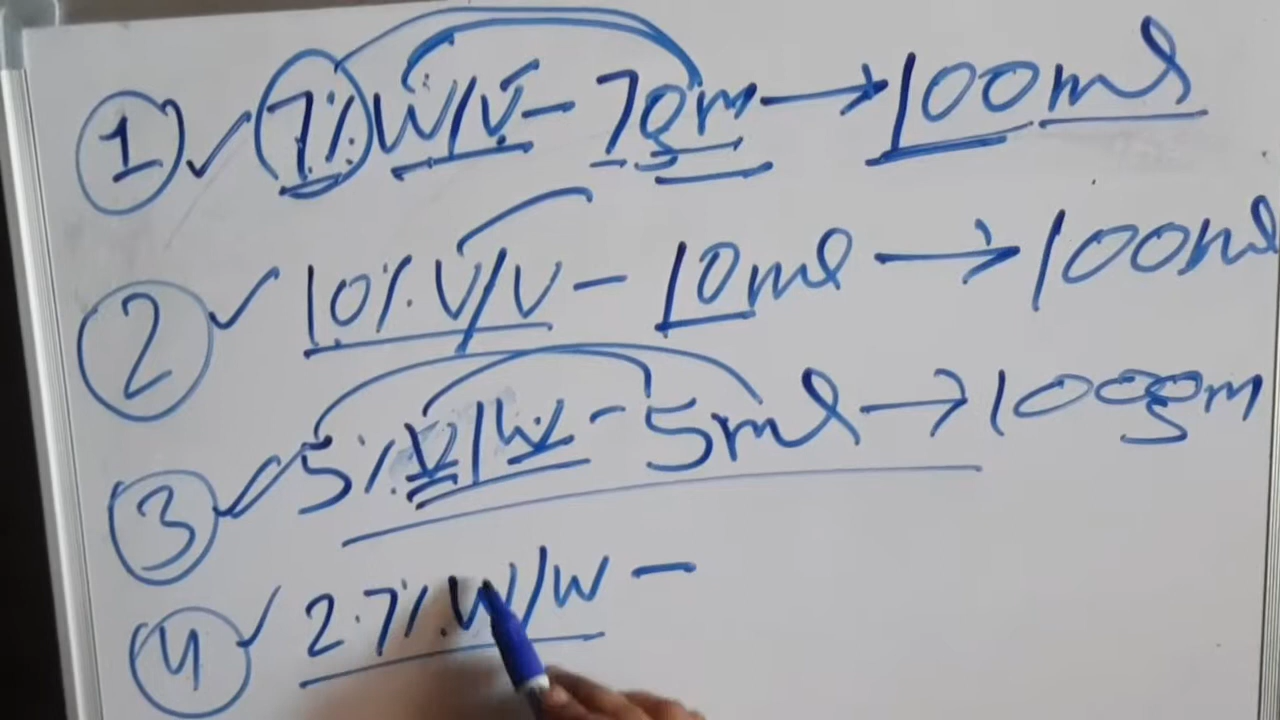 1 ✓ 7% W/V - 7gm → 100ml
2 ✓ 10% V/V - 10ml → 100ml
3 ✓ 5% V/W - 5ml → 100gm
4 ✓ 2.7% W/W -